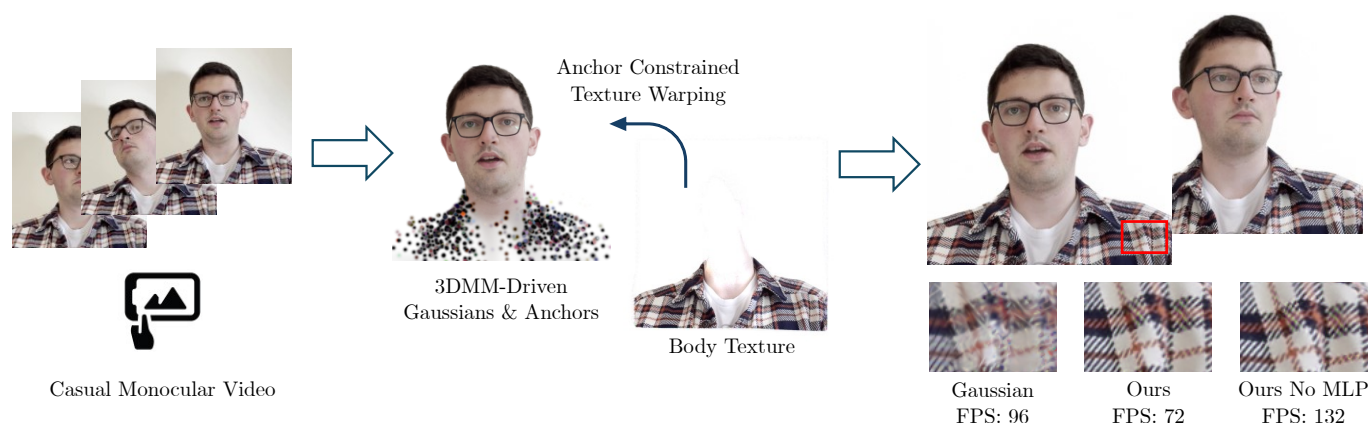 Anchor Constrained
Texture Warping
3DMM-Driven
Gaussians & Anchors
Body Texture
Casual Monocular Video
Gaussian
FPS: 96
Ours
FPS: 72
Ours No MLP
FPS: 132